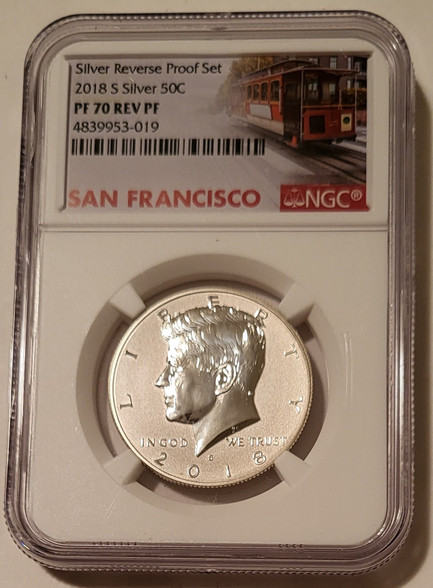 Silver Reverse Proof Set
2018 S Silver 50C
PF 70 REV PF
4839953-019
SAN FRANCISCO
NGC®
LIBERTY
IN GOD WE TRUST
S
2018